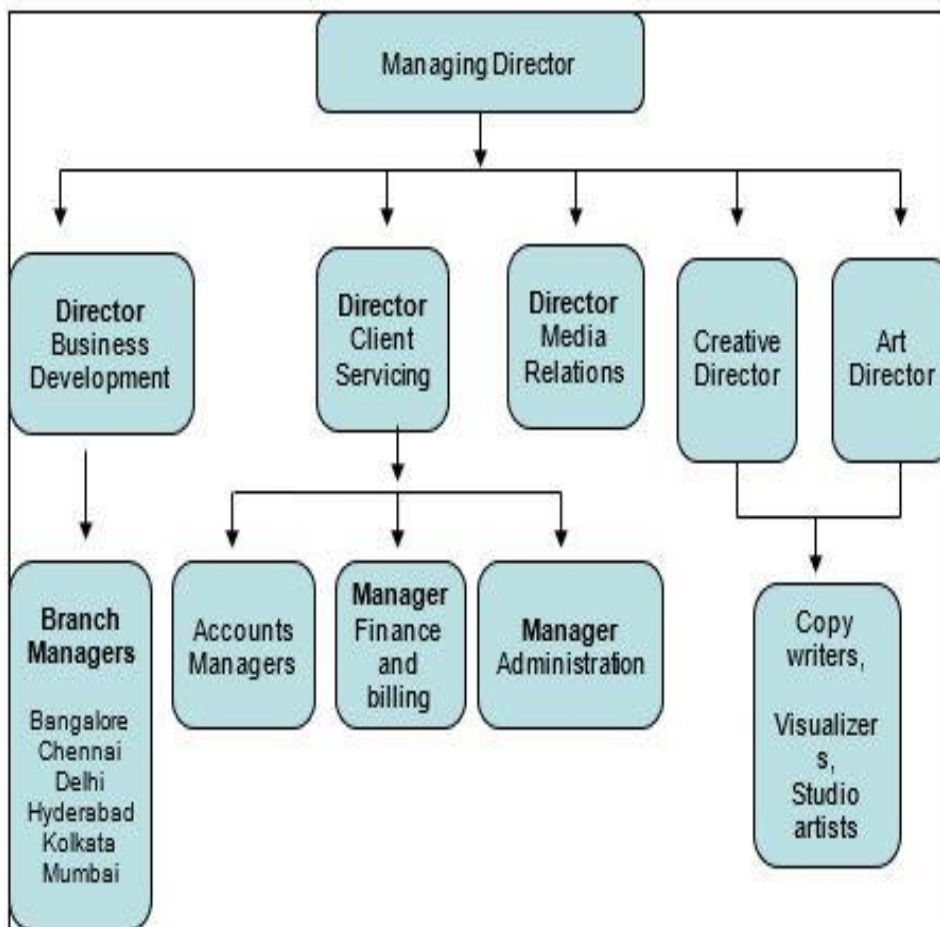 Managing Director
Director
Business
Development
Director
Client
Servicing
Director
Media
Relations
Creative
Director
Art
Director
Branch
Managers
Bangalore
Chennai
Delhi
Hyderabad
Kolkata
Mumbai
Accounts
Managers
Manager
Finance
and
billing
Manager
Administration
Copy
writers,
Visualizer
s,
Studio
artists